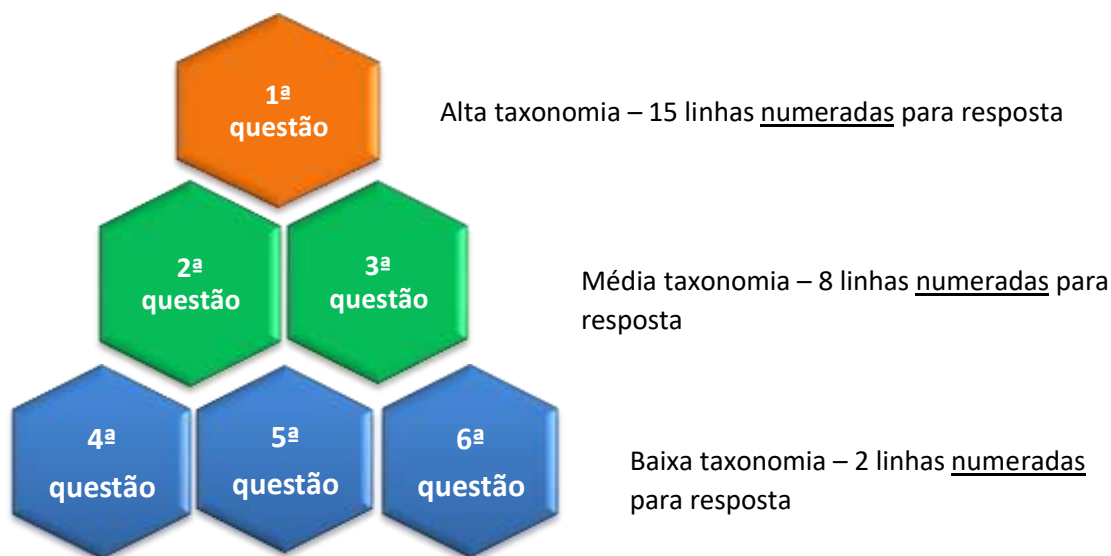 1ª
questão
Alta taxonomia – 15 linhas numeradas para resposta
2ª
questão
3ª
questão
Média taxonomia – 8 linhas numeradas para
resposta
4ª
questão
5ª
questão
6ª
questão
Baixa taxonomia – 2 linhas numeradas
para resposta